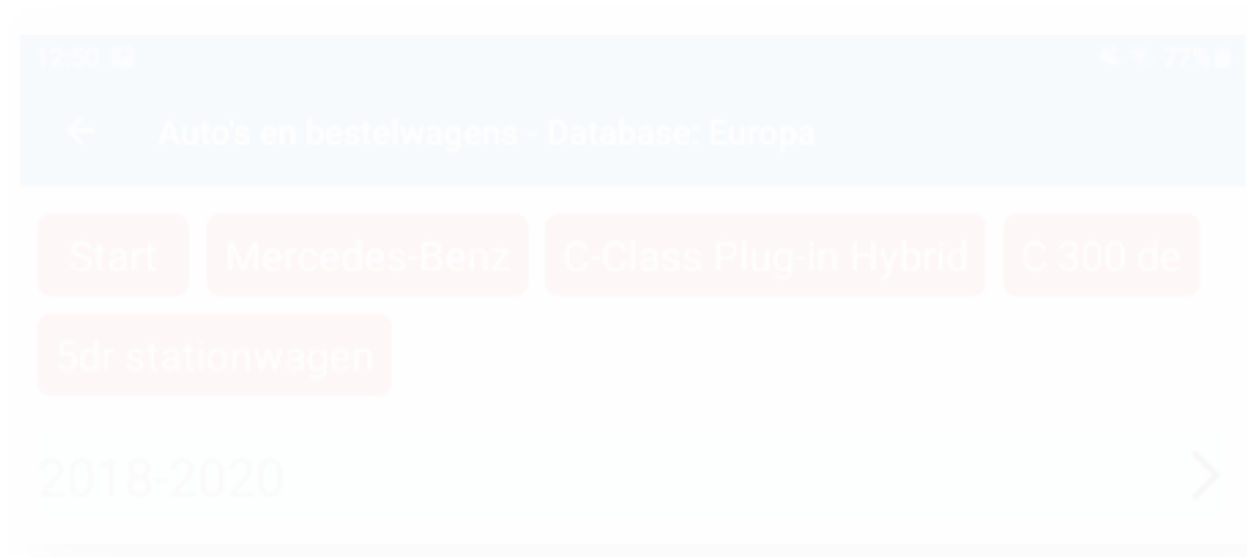 12:50 77%
Auto's en bestelwagens - Database: Europa
Start Mercedes-Benz C-Class Plug-in Hybrid C 300 de
5dr stationwagen
2018-2020